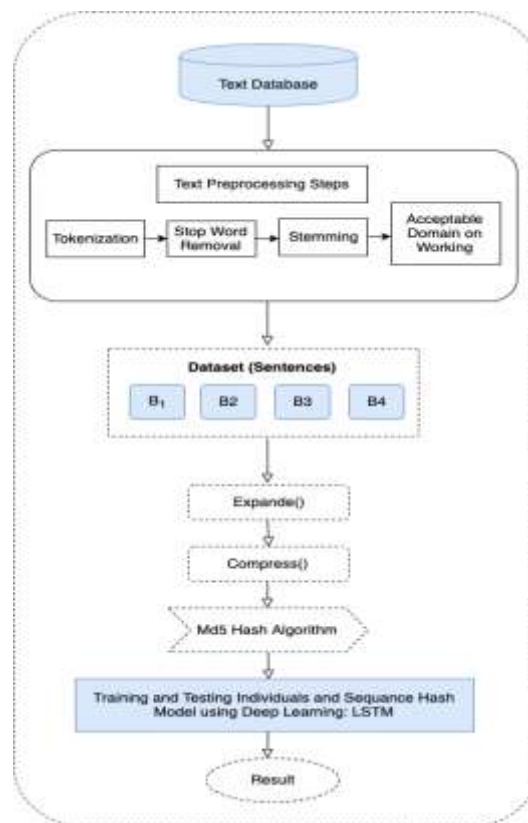 Text Database
Text Preprocessing Steps
Tokenization
Stop Word
Removal
Stemming
Acceptable
Domain on
Working
Dataset (Sentences)
B1
B2
B3
B4
Expande()
Compress()
Md5 Hash Algorithm
Training and Testing Individuals and Sequance Hash
Model using Deep Learning: LSTM
Result